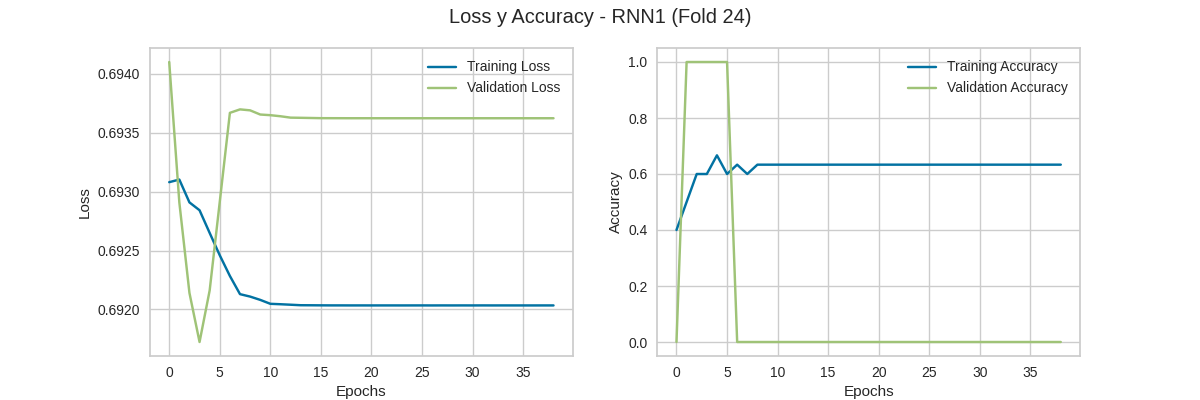 Loss y Accuracy - RNN1 (Fold 24)
Training Loss
Validation Loss
0.6940
0.6935
0.6930
0.6925
0.6920
Loss
0 5 10 15 20 25 30 35
Epochs
Training Accuracy
Validation Accuracy
1.0
0.8
0.6
0.4
0.2
0.0
Accuracy
0 5 10 15 20 25 30 35
Epochs